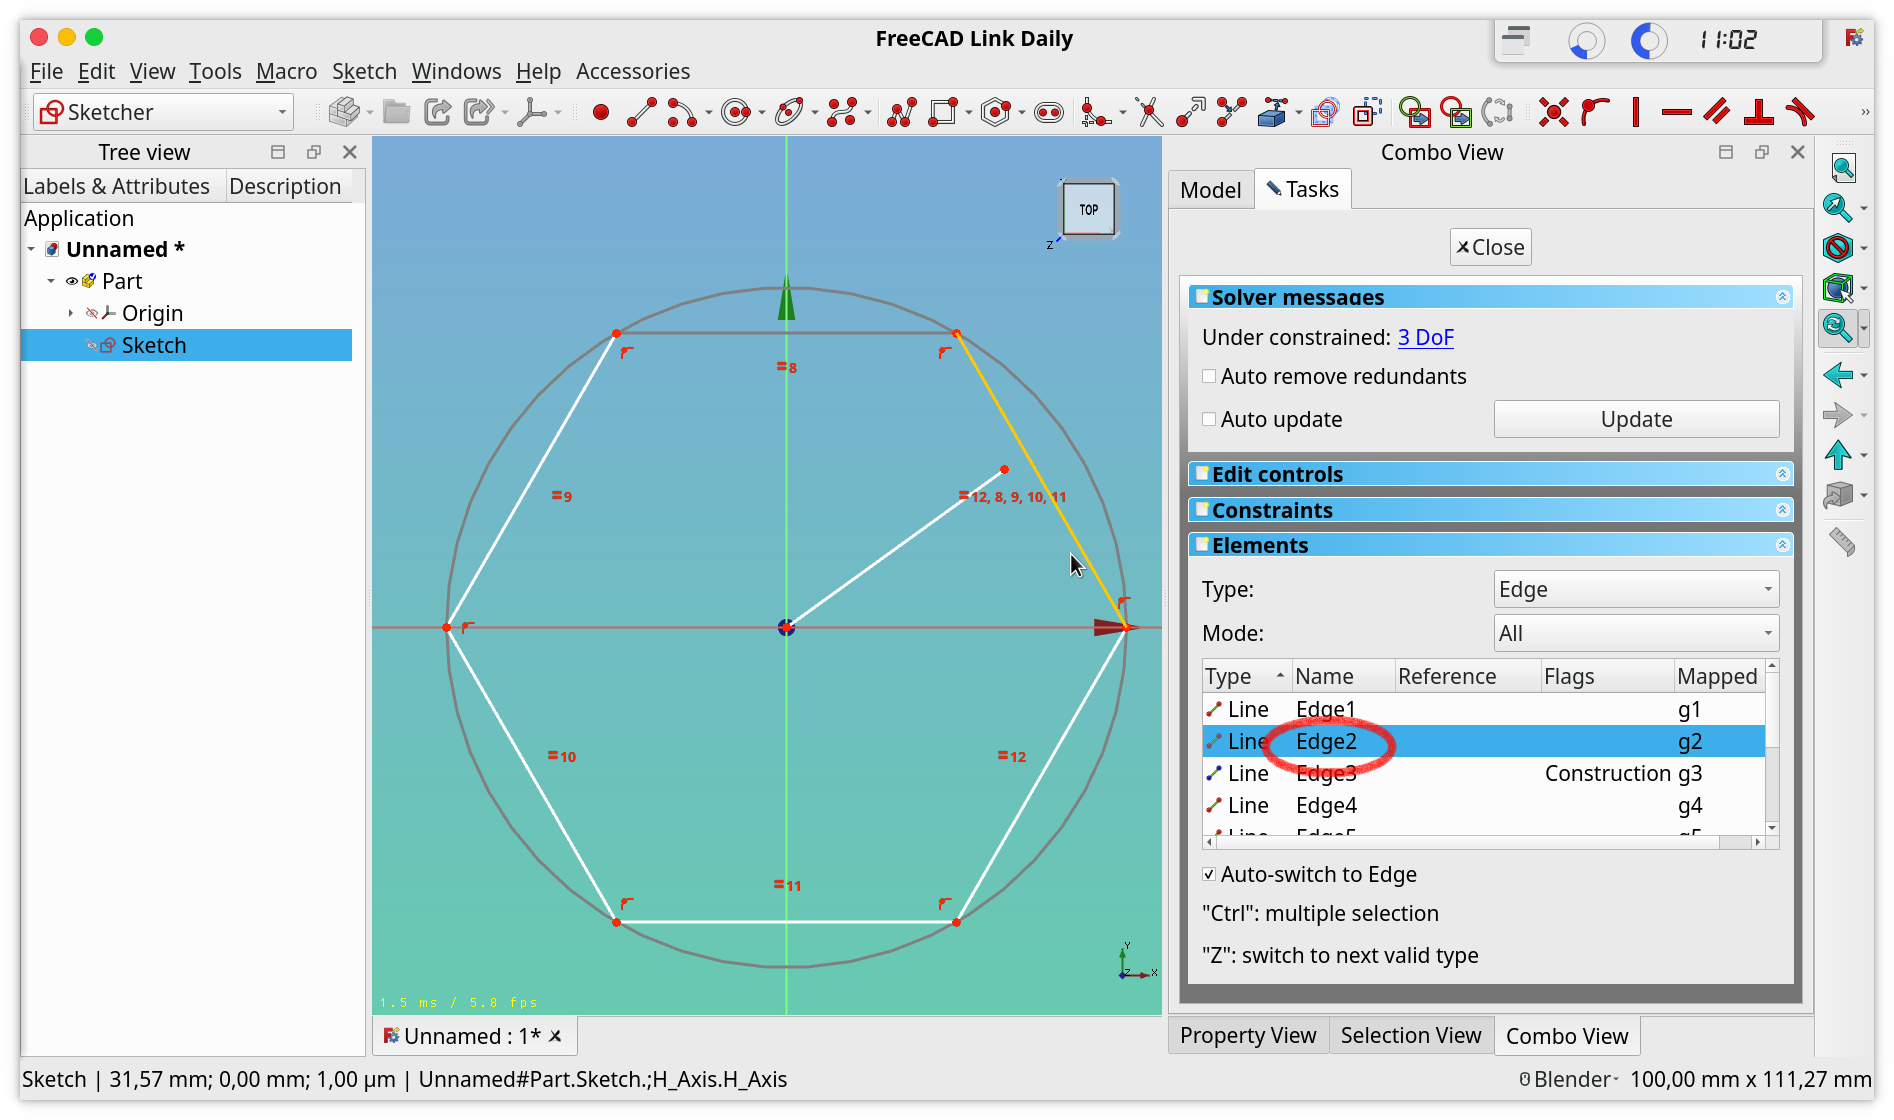 FreeCAD Link Daily
11:02
File Edit View Tools Macro Sketch Windows Help Accessories
Sketcher
»
Tree view
Labels & Attributes Description
Application
Unnamed *
Part
Origin
Sketch
TOP
Z
=8
=9
=12, 8, 9, 10, 11
=10
=12
=11
Y
Z
X
1.5 ms / 5.8 fps
Unnamed : 1*
Combo View
Model Tasks
Close
Solver messages
Under constrained: 3 DoF
Auto remove redundants
Auto update Update
Edit controls
Constraints
Elements
Type: Edge
Mode: All
Type Name Reference Flags Mapped
Line Edge1 g1
Line Edge2 g2
Line Edge3 Construction g3
Line Edge4 g4
Line Edge5 g5
Auto-switch to Edge
"Ctrl": multiple selection
"Z": switch to next valid type
Property View Selection View Combo View
Sketch | 31,57 mm; 0,00 mm; 1,00 µm | Unnamed#Part.Sketch.;H_Axis.H_Axis
Blender 100,00 mm x 111,27 mm